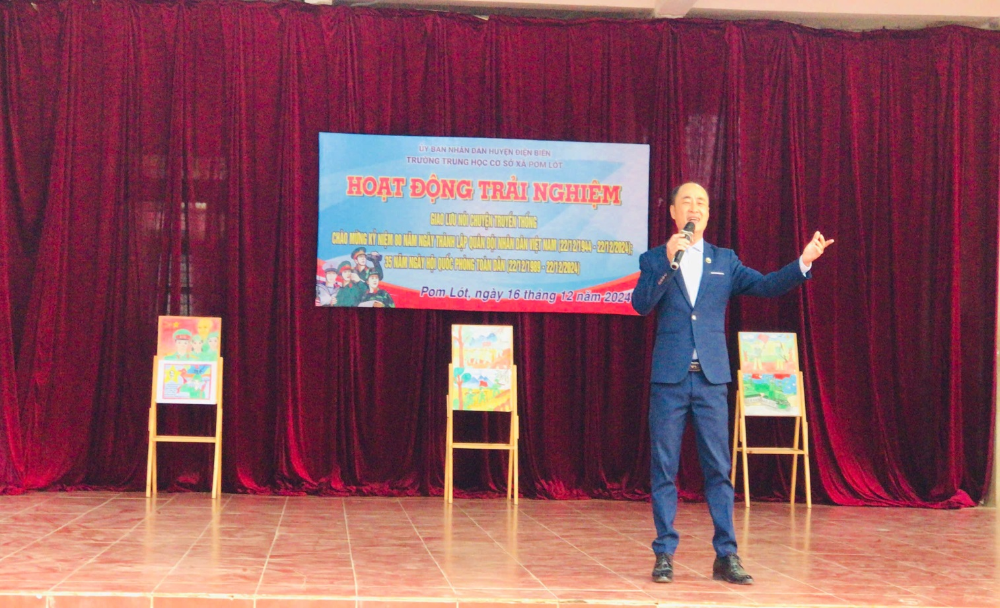 ỦY BAN NHÂN DÂN HUYỆN ĐIỆN BIÊN
TRƯỜNG TRUNG HỌC CƠ SỞ XÃ POM LÓT
HOẠT ĐỘNG TRẢI NGHIỆM
GIAO LƯU NÓI CHUYỆN TRUYỀN THỐNG
CHÀO MỪNG KỶ NIỆM 80 NĂM NGÀY THÀNH LẬP QUÂN ĐỘI NHÂN DÂN VIỆT NAM (22/12/1944 - 22/12/2024);
35 NĂM NGÀY HỘI QUỐC PHÒNG TOÀN DÂN (22/12/1989 - 22/12/2024)
Pom Lót, ngày 16 tháng 12 năm 2024